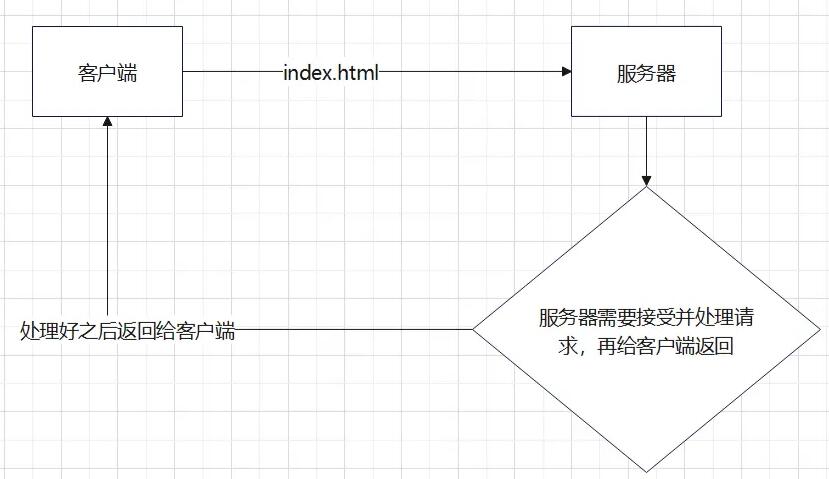 客户端
index.html
服务器
服务器需要接受并处理请
求，再给客户端返回
处理好之后返回给客户端